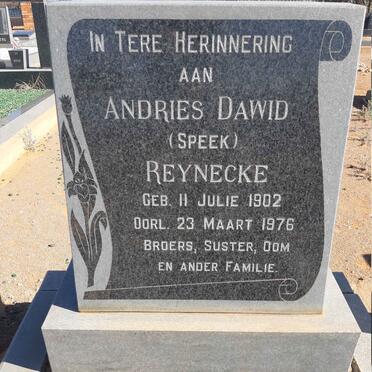 In Tere Herinnering
aan
Andries Dawid
(Speek)
Reynecke
Geb. 11 Julie 1902
Oorl. 23 Maart 1976
Broers, Suster, Oom
en ander Familie.